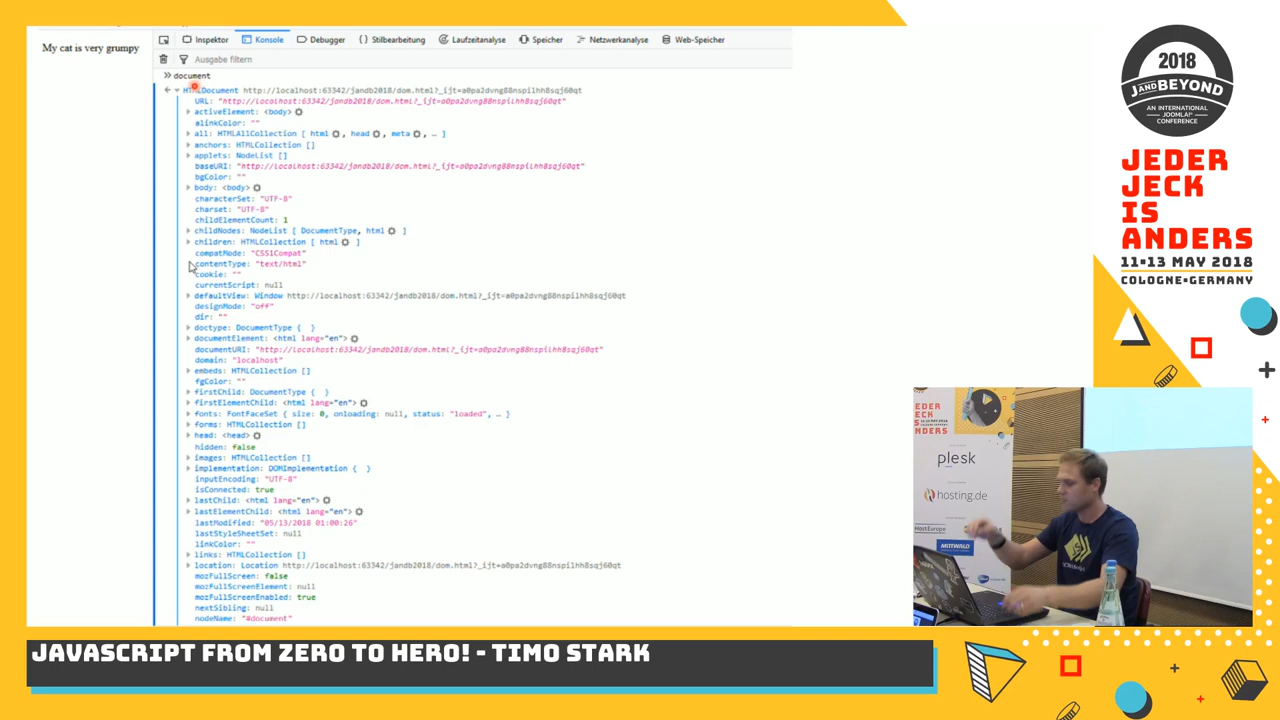 My cat is very grumpy
Inspektor Konsole Debugger { } Stilbearbeitung Laufzeitanalyse Speicher Netzwerkanalyse Web-Speicher
Ausgabe filtern
» document
HTMLDocument http://localhost:63342/jandb2018/dom.html?_ijt=a0pa2dvng88nspilhh8sqj60qt
URL: "http://localhost:63342/jandb2018/dom.html?_ijt=a0pa2dvng88nspilhh8sqj60qt"
activeElement: <body>
alinkColor: ""
all: HTMLAllCollection [ html, head, meta, … ]
anchors: HTMLCollection []
applets: NodeList []
baseURI: "http://localhost:63342/jandb2018/dom.html?_ijt=a0pa2dvng88nspilhh8sqj60qt"
bgColor: ""
body: <body>
characterSet: "UTF-8"
charset: "UTF-8"
childElementCount: 1
childNodes: NodeList [ DocumentType, html ]
children: HTMLCollection [ html ]
compatMode: "CSS1Compat"
contentType: "text/html"
cookie: ""
currentScript: null
defaultView: Window http://localhost:63342/jandb2018/dom.html?_ijt=a0pa2dvng88nspilhh8sqj60qt
designMode: "off"
dir: ""
doctype: DocumentType { }
documentElement: <html lang="en">
documentURI: "http://localhost:63342/jandb2018/dom.html?_ijt=a0pa2dvng88nspilhh8sqj60qt"
domain: "localhost"
embeds: HTMLCollection []
fgColor: ""
firstChild: DocumentType { }
firstElementChild: <html lang="en">
fonts: FontFaceSet { size: 0, onloading: null, status: "loaded", … }
forms: HTMLCollection []
head: <head>
hidden: false
images: HTMLCollection []
implementation: DOMImplementation { }
inputEncoding: "UTF-8"
isConnected: true
lastChild: <html lang="en">
lastElementChild: <html lang="en">
lastModified: "05/13/2018 01:00:26"
lastStyleSheetSet: null
linkColor: ""
links: HTMLCollection []
location: Location http://localhost:63342/jandb2018/dom.html?_ijt=a0pa2dvng88nspilhh8sqj60qt
mozFullScreen: false
mozFullScreenElement: null
mozFullScreenEnabled: true
nextSibling: null
nodeName: "#document"
2018
JANDBEYOND
AN INTERNATIONAL
JOOMLA!®
CONFERENCE
JEDER
JECK
IS
ANDERS
11-13 MAY 2018
COLOGNE•GERMANY
JEDER
JECK IS
ANDERS
plesk
hosting.de
HostEurope
MITTWALD
JAVASCRIPT FROM ZERO TO HERO! - TIMO STARK